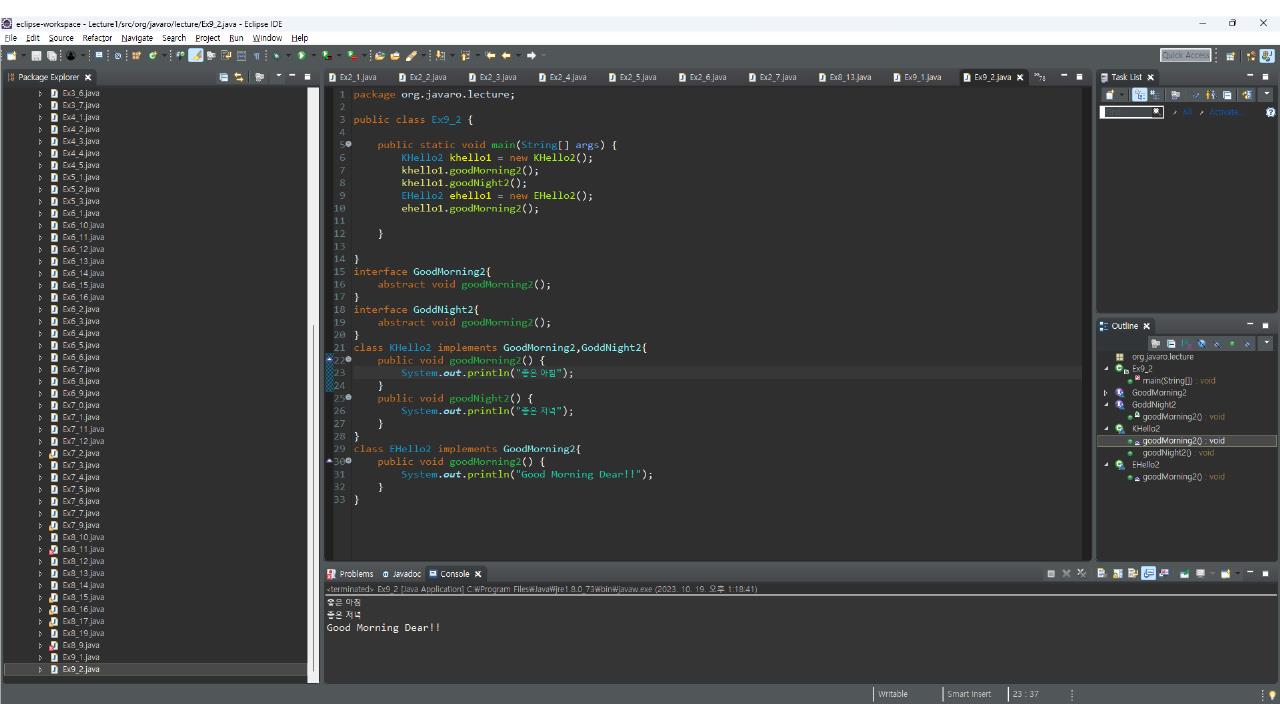 eclipse-workspace - Lecture1/src/org/javaro/lecture/Ex9_2.java - Eclipse IDE
File Edit Source Refactor Navigate Search Project Run Window Help
Quick Access
Package Explorer
Ex2_1.java Ex2_2.java Ex2_3.java Ex2_4.java Ex2_5.java Ex2_6.java Ex2_7.java Ex8_13.java Ex9_1.java Ex9_2.java
Task List
Ex3_6.java
Ex3_7.java
Ex4_1.java
Ex4_2.java
Ex4_3.java
Ex4_4.java
Ex4_5.java
Ex5_1.java
Ex5_2.java
Ex5_3.java
Ex6_1.java
Ex6_10.java
Ex6_11.java
Ex6_12.java
Ex6_13.java
Ex6_14.java
Ex6_15.java
Ex6_16.java
Ex6_2.java
Ex6_3.java
Ex6_4.java
Ex6_5.java
Ex6_6.java
Ex6_7.java
Ex6_8.java
Ex6_9.java
Ex7_0.java
Ex7_1.java
Ex7_11.java
Ex7_12.java
Ex7_2.java
Ex7_3.java
Ex7_4.java
Ex7_5.java
Ex7_6.java
Ex7_7.java
Ex7_9.java
Ex8_10.java
Ex8_11.java
Ex8_12.java
Ex8_13.java
Ex8_14.java
Ex8_15.java
Ex8_16.java
Ex8_17.java
Ex8_19.java
Ex8_9.java
Ex9_1.java
Ex9_2.java
1 package org.javaro.lecture;
2
3 public class Ex9_2 {
4
5 public static void main(String[] args) {
6 KHello2 khello1 = new KHello2();
7 khello1.goodMorning2();
8 khello1.goodNight2();
9 EHello2 ehello1 = new EHello2();
10 ehello1.goodMorning2();
11
12 }
13
14 }
15 interface GoodMorning2{
16 abstract void goodMorning2();
17 }
18 interface GoddNight2{
19 abstract void goodMorning2();
20 }
21 class KHello2 implements GoodMorning2,GoddNight2{
22 public void goodMorning2() {
23 System.out.println("좋은 아침");
24 }
25 public void goodNight2() {
26 System.out.println("좋은 저녁");
27 }
28 }
29 class EHello2 implements GoodMorning2{
30 public void goodMorning2() {
31 System.out.println("Good Morning Dear!!");
32 }
33 }
All Activate...
Outline
org.javaro.lecture
Ex9_2
main(String[]) : void
GoodMorning2
GoddNight2
goodMorning2() : void
KHello2
goodMorning2() : void
goodNight2() : void
EHello2
goodMorning2() : void
Problems Javadoc Console
<terminated> Ex9_2 [Java Application] C:₩Program Files₩Java₩jre1.8.0_73₩bin₩javaw.exe (2023. 10. 19. 오후 1:18:41)
좋은 아침
좋은 저녁
Good Morning Dear!!
Writable Smart Insert 23 : 37